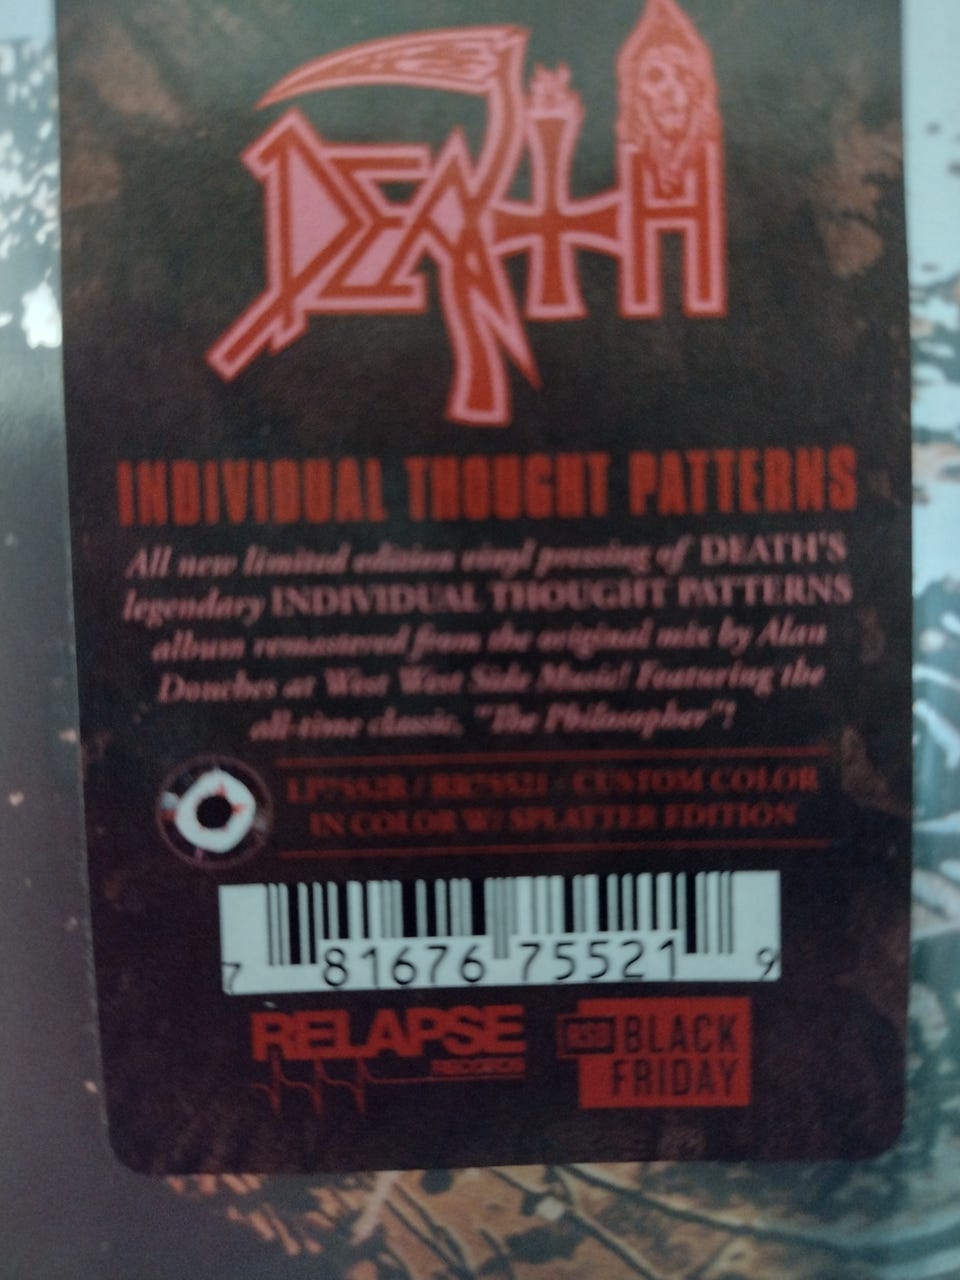 DEATH
INDIVIDUAL THOUGHT PATTERNS
All new limited edition vinyl pressing of DEATH'S
legendary INDIVIDUAL THOUGHT PATTERNS
album remastered from the original mix by Alan
Douches at West West Side Music! Featuring the
all-time classic, "The Philosopher"!
CUSTOM COLOR
IN COLOR W/ SPLATTER EDITION
7 81676 75521 9
RELAPSE
RECORDS
RSD BLACK
FRIDAY